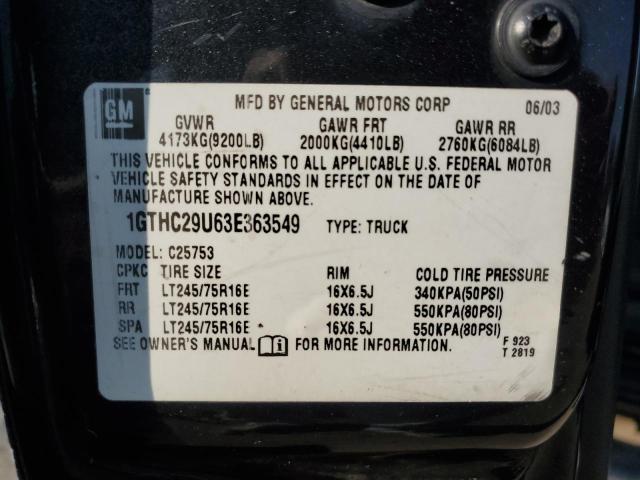 GM
MFD BY GENERAL MOTORS CORP 06/03
GVWR GAWR FRT GAWR RR
4173KG(9200LB) 2000KG(4410LB) 2760KG(6084LB)
THIS VEHICLE CONFORMS TO ALL APPLICABLE U.S. FEDERAL MOTOR
VEHICLE SAFETY STANDARDS IN EFFECT ON THE DATE OF
MANUFACTURE SHOWN ABOVE.
1GTHC29U63E363549 TYPE: TRUCK
MODEL: C25753
CPKC TIRE SIZE RIM COLD TIRE PRESSURE
FRT LT245/75R16E 16X6.5J 340KPA(50PSI)
RR LT245/75R16E 16X6.5J 550KPA(80PSI)
SPA LT245/75R16E 16X6.5J 550KPA(80PSI)
SEE OWNER'S MANUAL i FOR MORE INFORMATION.
F 923
T 2819